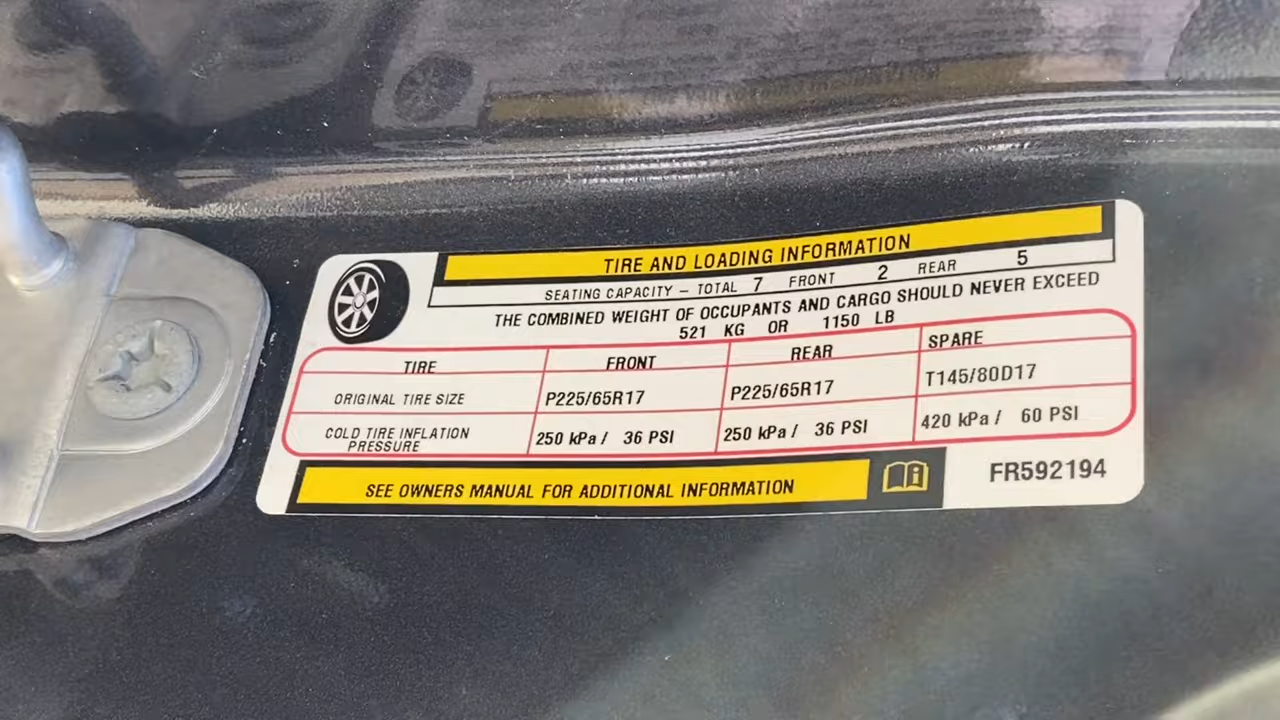 TIRE AND LOADING INFORMATION
SEATING CAPACITY – TOTAL 7 FRONT 2 REAR 5
THE COMBINED WEIGHT OF OCCUPANTS AND CARGO SHOULD NEVER EXCEED
521 KG OR 1150 LB
TIRE FRONT REAR SPARE
ORIGINAL TIRE SIZE P225/65R17 P225/65R17 T145/80D17
COLD TIRE INFLATION PRESSURE 250 kPa / 36 PSI 250 kPa / 36 PSI 420 kPa / 60 PSI
SEE OWNERS MANUAL FOR ADDITIONAL INFORMATION
FR592194